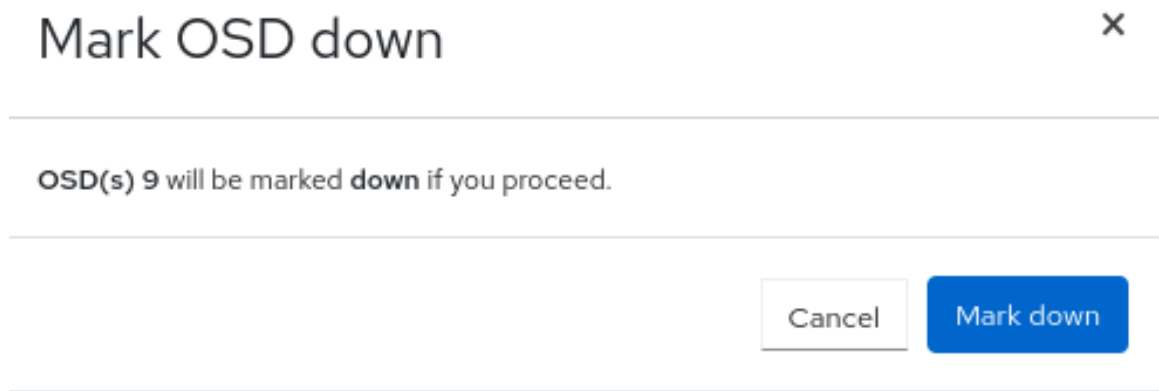 Mark OSD down
OSD(s) 9 will be marked down if you proceed.
Cancel
Mark down